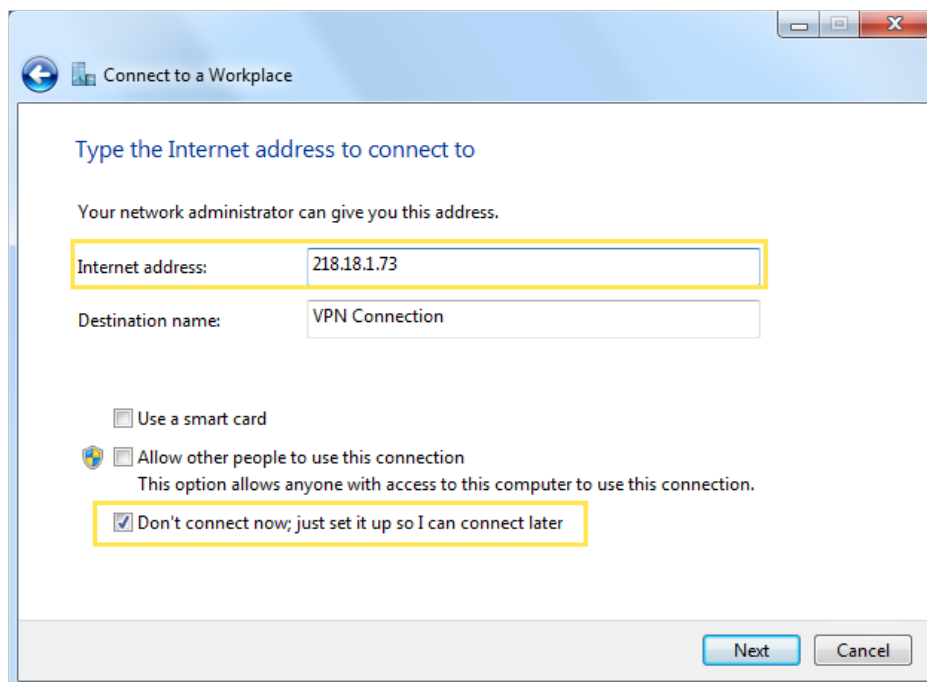 Connect to a Workplace
Type the Internet address to connect to
Your network administrator can give you this address.
Internet address: 218.18.1.73
Destination name: VPN Connection
Use a smart card
Allow other people to use this connection
This option allows anyone with access to this computer to use this connection.
Don't connect now; just set it up so I can connect later
Next Cancel